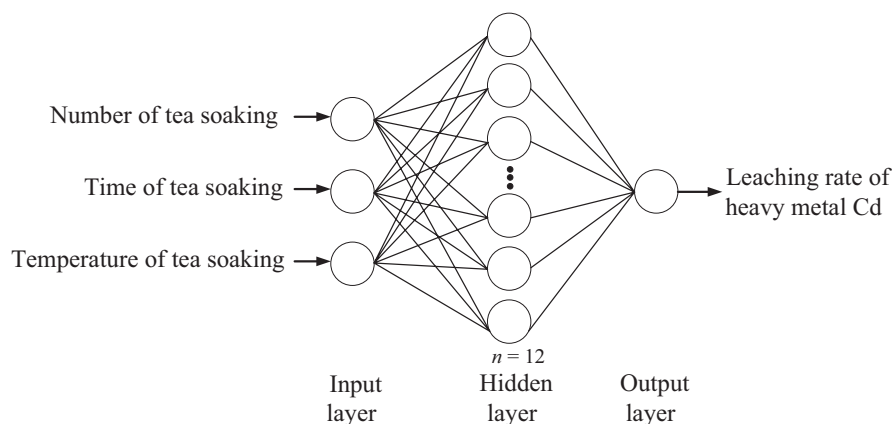 Number of tea soaking
Time of tea soaking
Temperature of tea soaking
Leaching rate of
heavy metal Cd
n = 12
Input
layer
Hidden
layer
Output
layer